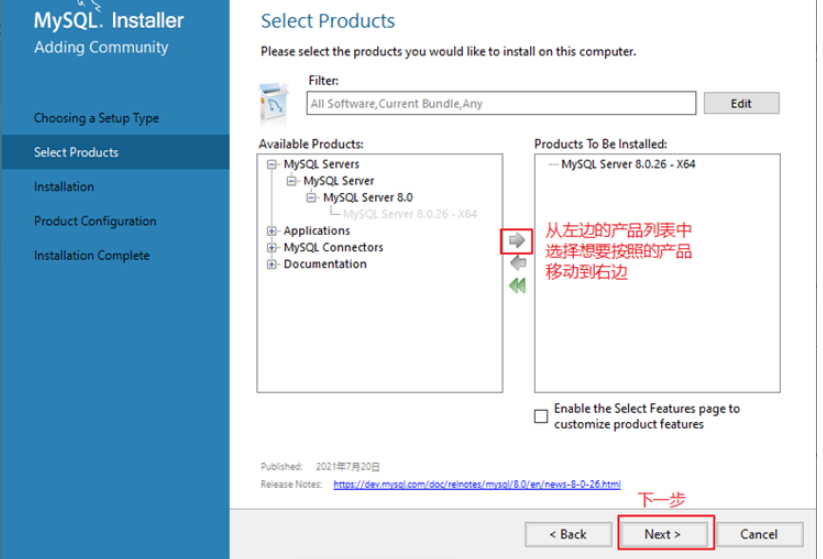 MySQL. Installer
Adding Community
Choosing a Setup Type
Select Products
Installation
Product Configuration
Installation Complete
Select Products
Please select the products you would like to install on this computer.
Filter:
All Software,Current Bundle,Any
Edit
Available Products:
MySQL Servers
MySQL Server
MySQL Server 8.0
MySQL Server 8.0.26 - X64
Applications
MySQL Connectors
Documentation
Products To Be Installed:
MySQL Server 8.0.26 - X64
从左边的产品列表中
选择想要按照的产品
移动到右边
Enable the Select Features page to
customize product features
Published: 2021年7月20日
Release Notes: https://dev.mysql.com/doc/relnotes/mysql/8.0/en/news-8-0-26.html
下一步
< Back
Next >
Cancel